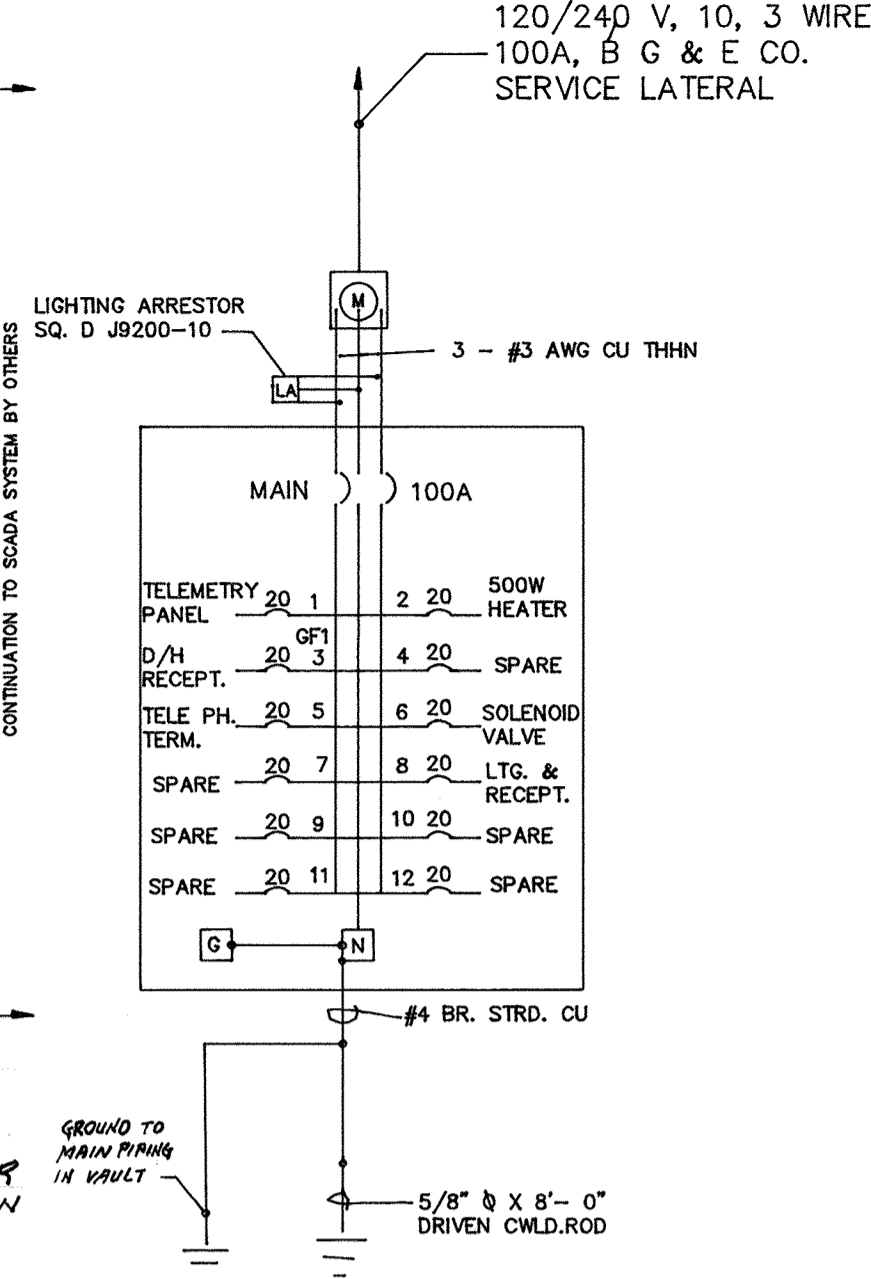 120/240 V, 10, 3 WIRE
100A, B G & E CO.
SERVICE LATERAL
M
LIGHTING ARRESTOR
SQ. D J9200-10
3 - #3 AWG CU THHN
LA
CONTINUATION TO SCADA SYSTEM BY OTHERS
MAIN
100A
TELEMETRY
PANEL
20 1
2 20
500W
HEATER
D/H
RECEPT.
GF1
20 3
4 20
SPARE
TELE PH.
TERM.
20 5
6 20
SOLENOID
VALVE
SPARE
20 7
8 20
LTG. &
RECEPT.
SPARE
20 9
10 20
SPARE
SPARE
20 11
12 20
SPARE
G
N
#4 BR. STRD. CU
GROUND TO
MAIN PIPING
IN VAULT
5/8" ϕ X 8'- 0"
DRIVEN CWLD.ROD